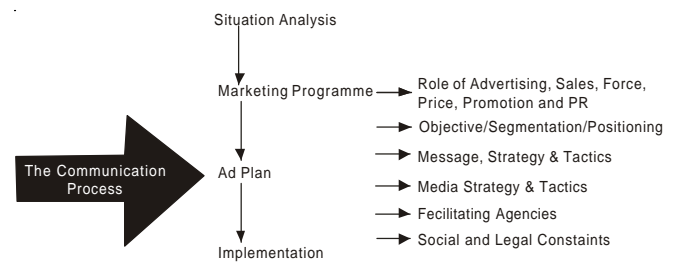 Situation Analysis
Marketing Programme
Role of Advertising, Sales, Force,
Price, Promotion and PR
Objective/Segmentation/Positioning
Message, Strategy & Tactics
The Communication
Process
Ad Plan
Media Strategy & Tactics
Fecilitating Agencies
Social and Legal Constaints
Implementation